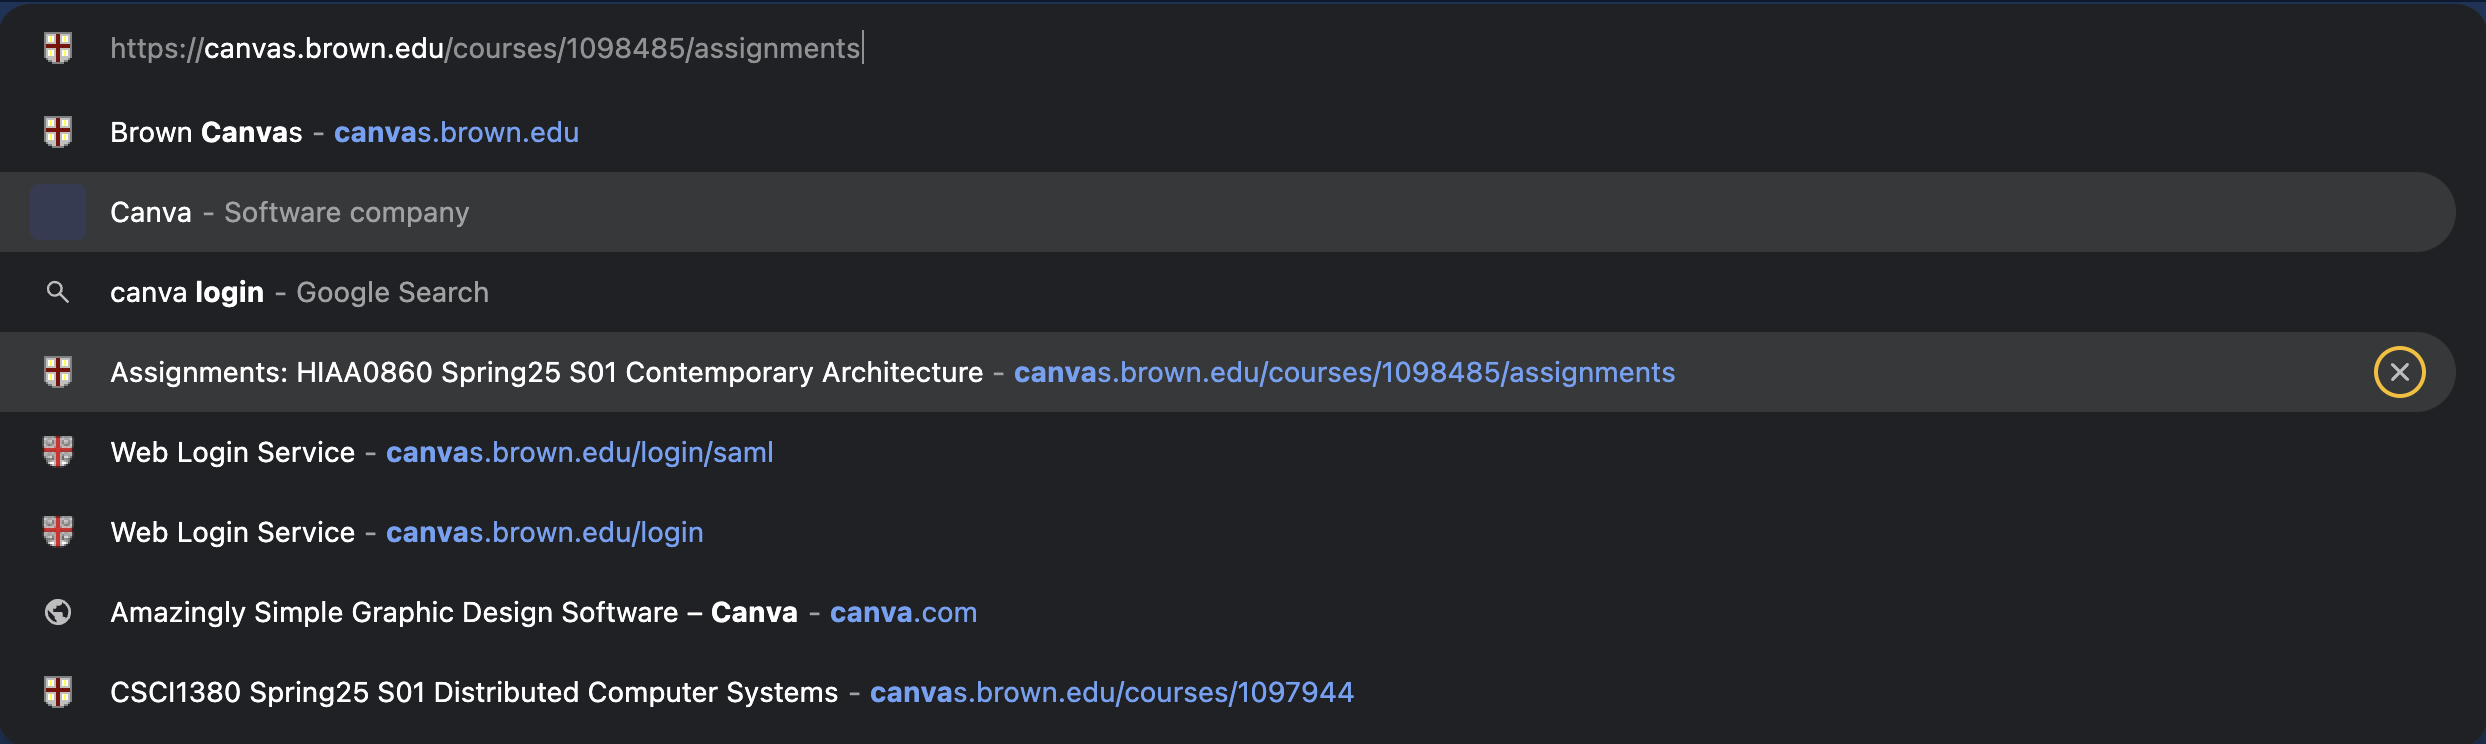 https://canvas.brown.edu/courses/1098485/assignments
Brown Canvas - canvas.brown.edu
Canva - Software company
canva login - Google Search
Assignments: HIAA0860 Spring25 S01 Contemporary Architecture - canvas.brown.edu/courses/1098485/assignments
Web Login Service - canvas.brown.edu/login/saml
Web Login Service - canvas.brown.edu/login
Amazingly Simple Graphic Design Software – Canva - canva.com
CSCI1380 Spring25 S01 Distributed Computer Systems - canvas.brown.edu/courses/1097944